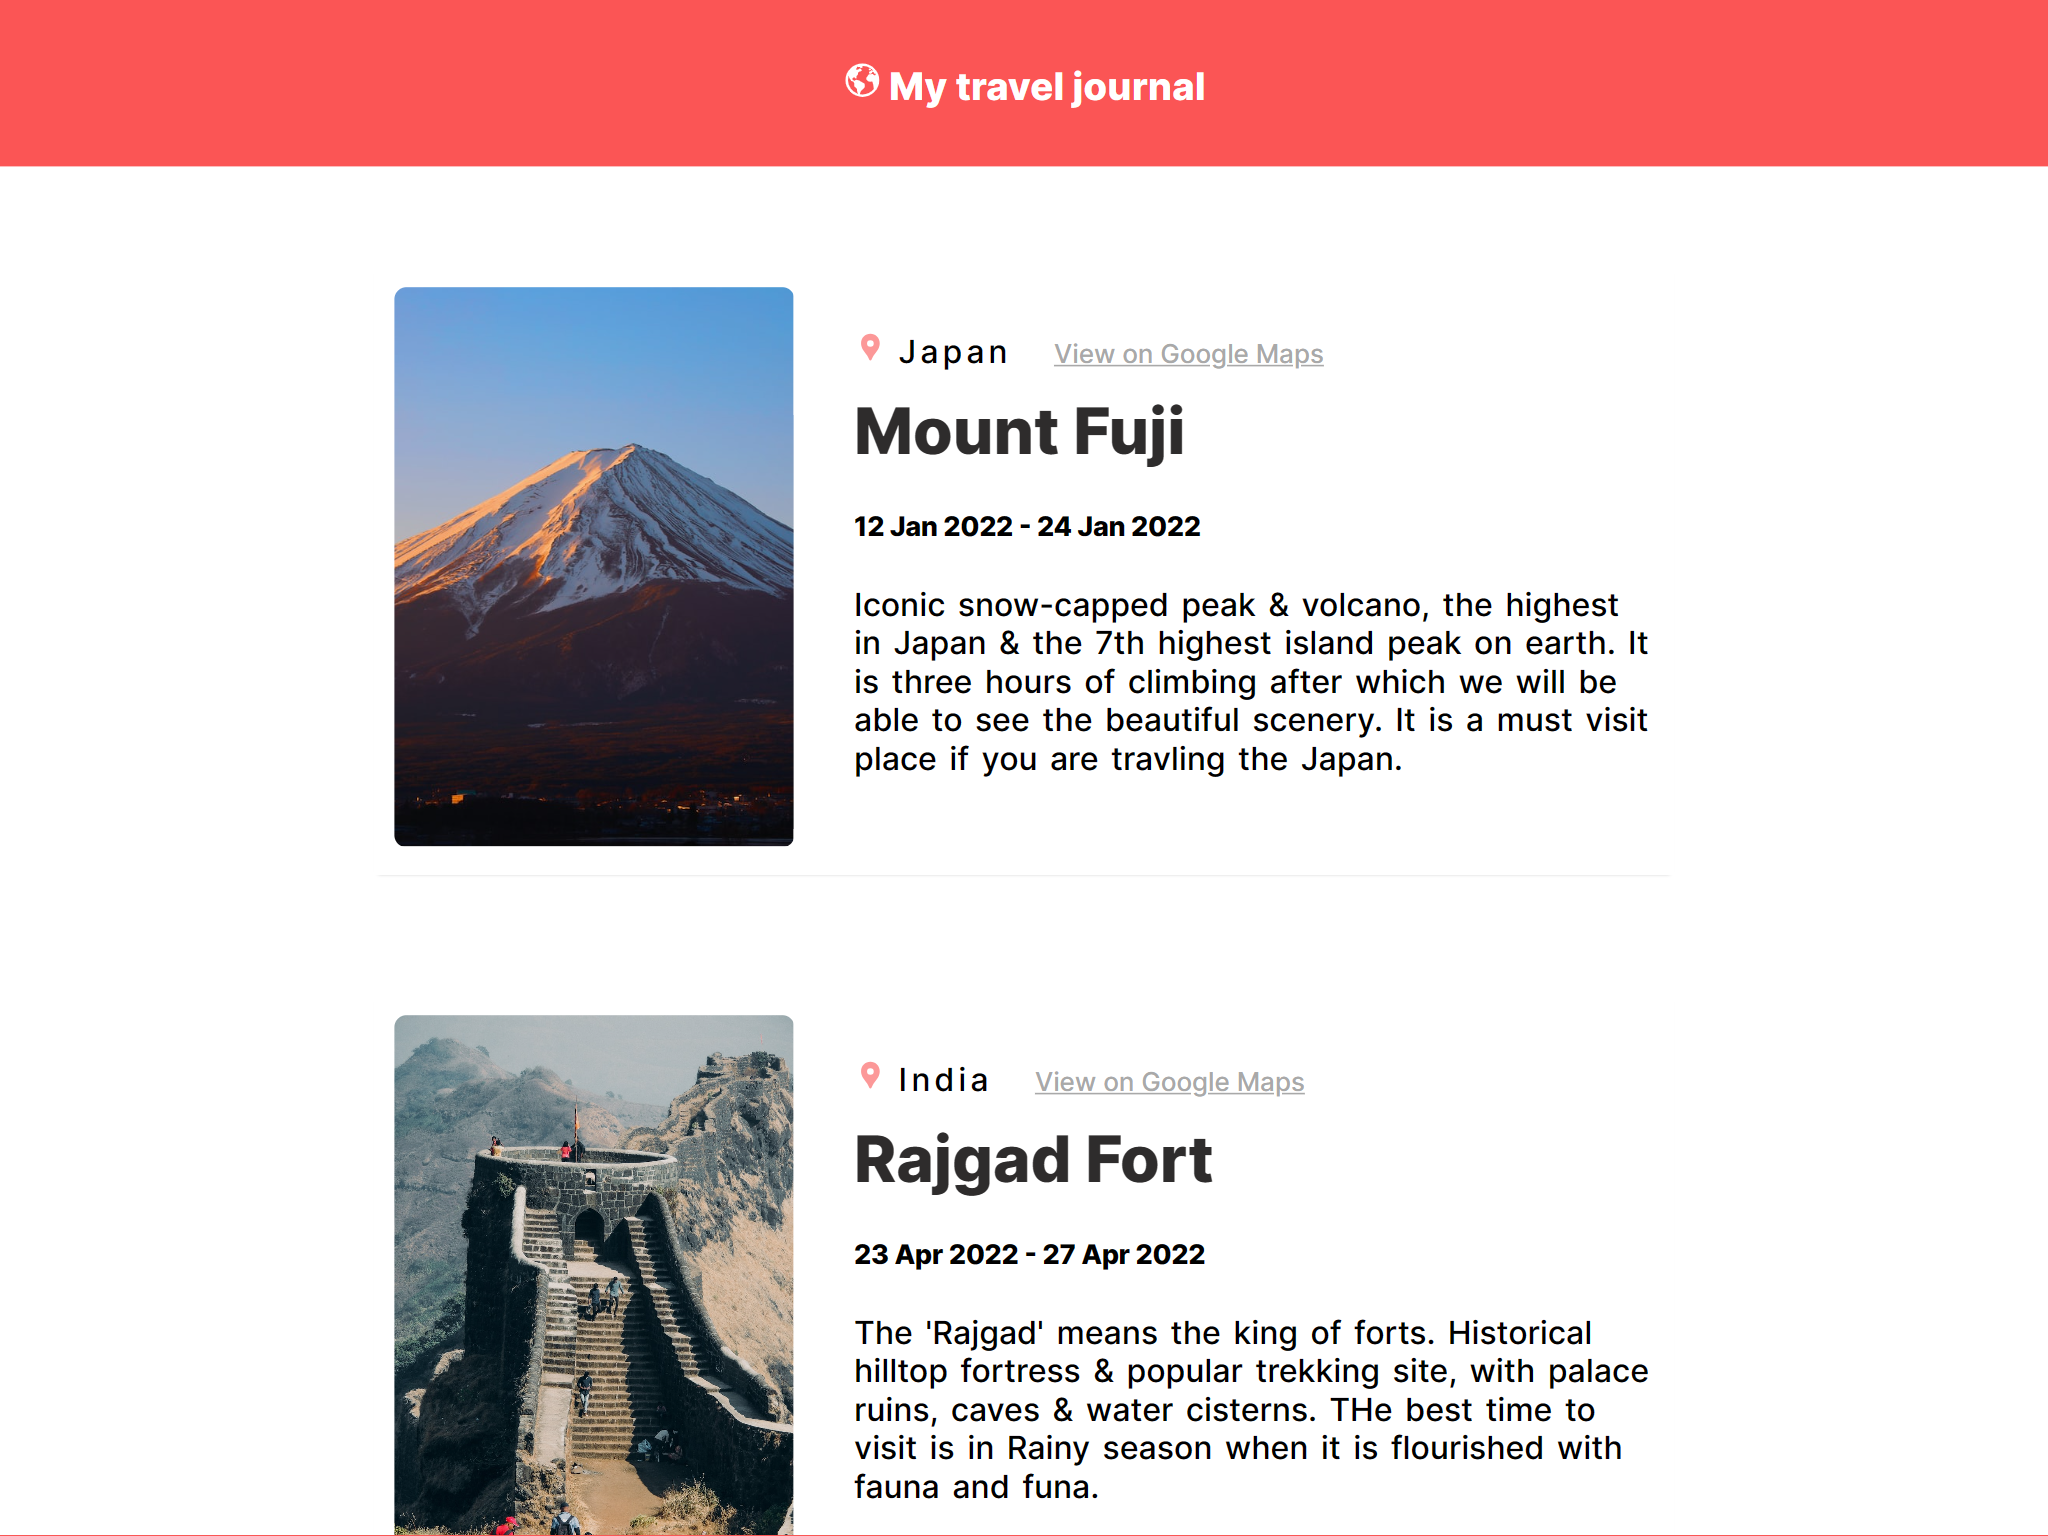 My travel journal
Japan View on Google Maps
Mount Fuji
12 Jan 2022 - 24 Jan 2022
Iconic snow-capped peak & volcano, the highest
in Japan & the 7th highest island peak on earth. It
is three hours of climbing after which we will be
able to see the beautiful scenery. It is a must visit
place if you are travling the Japan.
India View on Google Maps
Rajgad Fort
23 Apr 2022 - 27 Apr 2022
The 'Rajgad' means the king of forts. Historical
hilltop fortress & popular trekking site, with palace
ruins, caves & water cisterns. THe best time to
visit is in Rainy season when it is flourished with
fauna and funa.